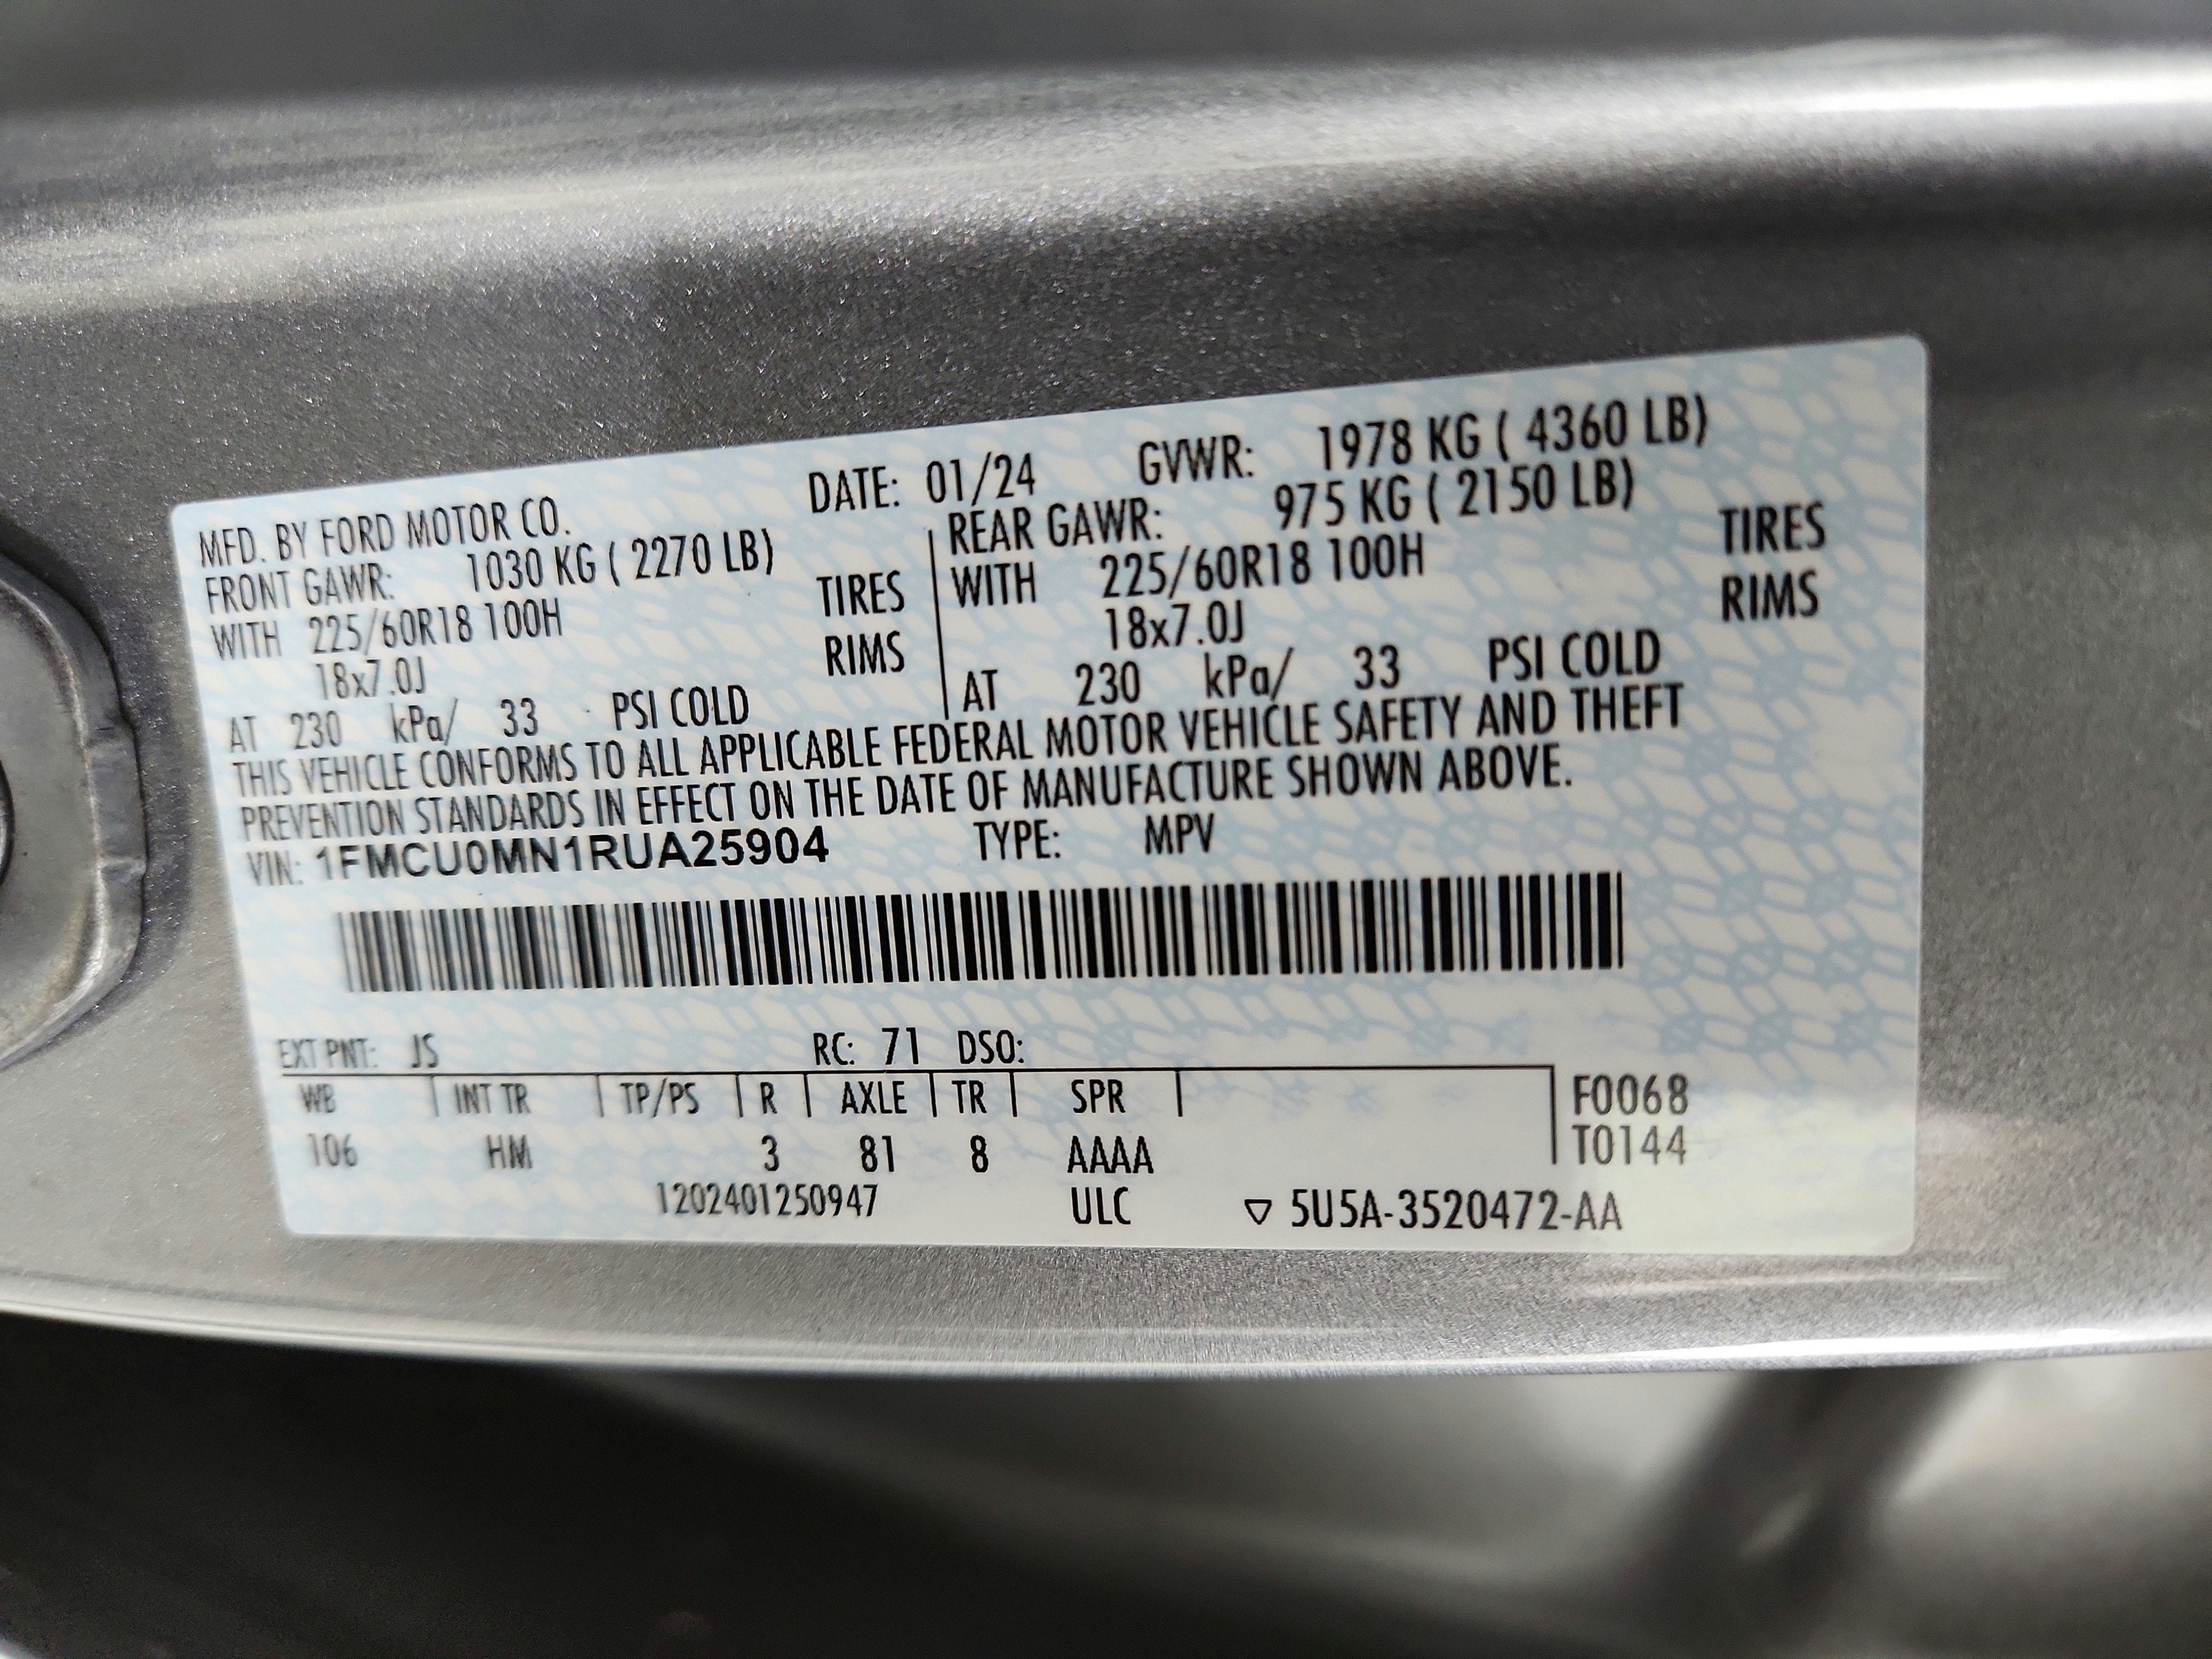 MFD. BY FORD MOTOR CO. DATE: 01/24 GVWR: 1978 KG ( 4360 LB)
FRONT GAWR: 1030 KG ( 2270 LB) REAR GAWR: 975 KG ( 2150 LB)
WITH 225/60R18 100H TIRES WITH 225/60R18 100H TIRES
18x7.0J RIMS 18x7.0J RIMS
AT 230 kPa/ 33 PSI COLD AT 230 kPa/ 33 PSI COLD
THIS VEHICLE CONFORMS TO ALL APPLICABLE FEDERAL MOTOR VEHICLE SAFETY AND THEFT
PREVENTION STANDARDS IN EFFECT ON THE DATE OF MANUFACTURE SHOWN ABOVE.
VIN: 1FMCU0MN1RUA25904 TYPE: MPV
EXT PNT: JS RC: 71 DSO:
WB INT TR TP/PS R AXLE TR SPR F0068
106 HM 3 81 8 AAAA T0144
1202401250947 ULC ▽ 5U5A-3520472-AA